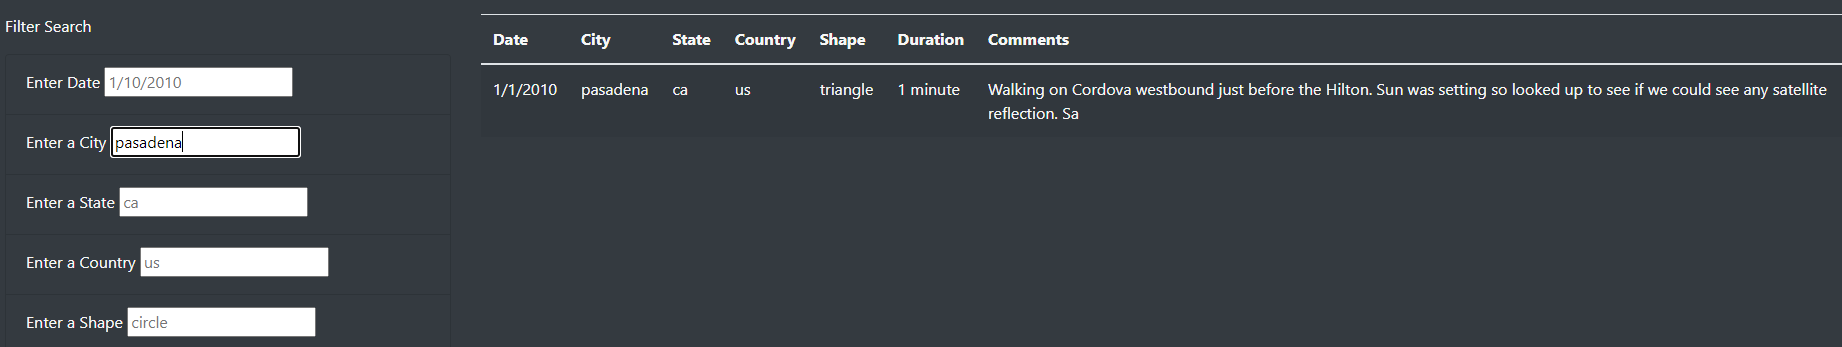 Filter Search
Enter Date 1/10/2010
Enter a City pasadena
Enter a State ca
Enter a Country us
Enter a Shape circle
Date City State Country Shape Duration Comments
1/1/2010 pasadena ca us triangle 1 minute Walking on Cordova westbound just before the Hilton. Sun was setting so looked up to see if we could see any satellite
reflection. Sa